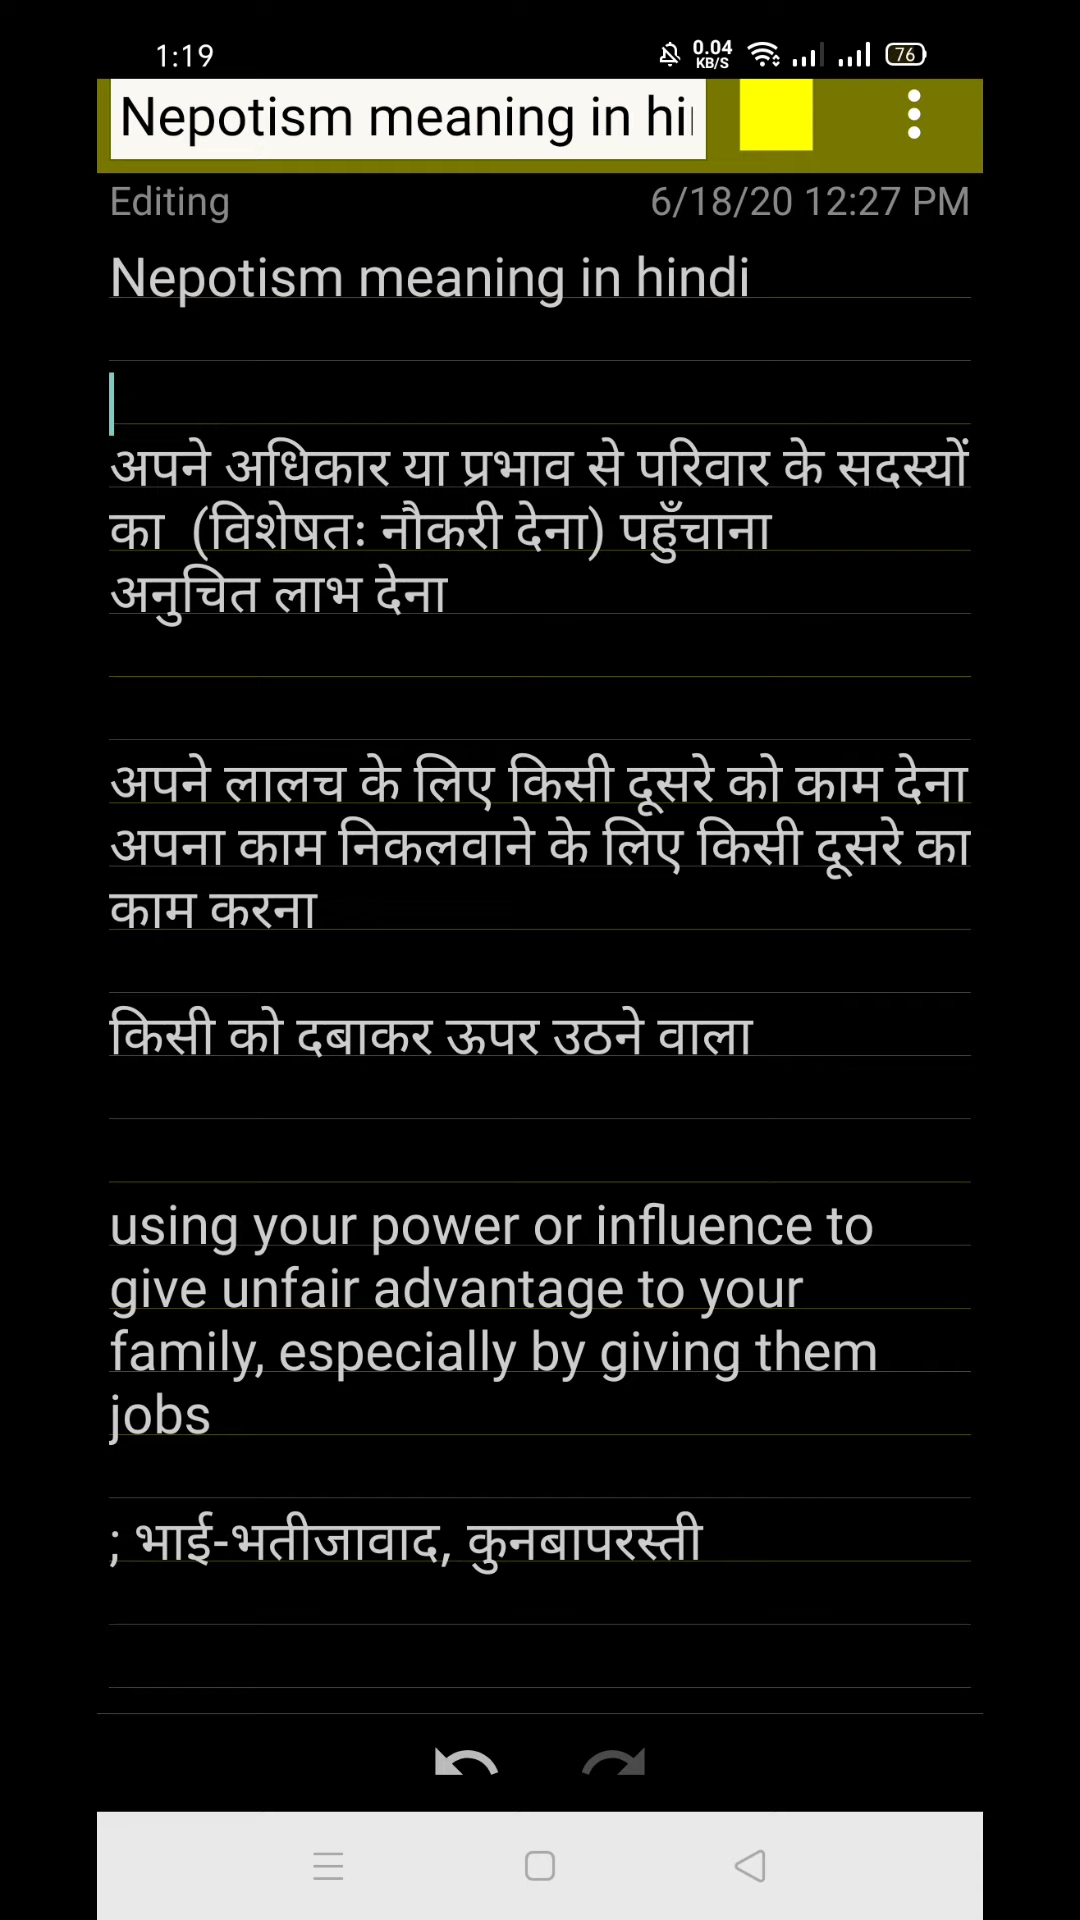 1:19 0.04 KB/S 76
Nepotism meaning in hi
Editing 6/18/20 12:27 PM
Nepotism meaning in hindi
अपने अधिकार या प्रभाव से परिवार के सदस्यों
का (विशेषतः नौकरी देना) पहुँचाना
अनुचित लाभ देना
अपने लालच के लिए किसी दूसरे को काम देना
अपना काम निकलवाने के लिए किसी दूसरे का
काम करना
किसी को दबाकर ऊपर उठने वाला
using your power or influence to
give unfair advantage to your
family, especially by giving them
jobs
; भाई-भतीजावाद, कुनबापरस्ती